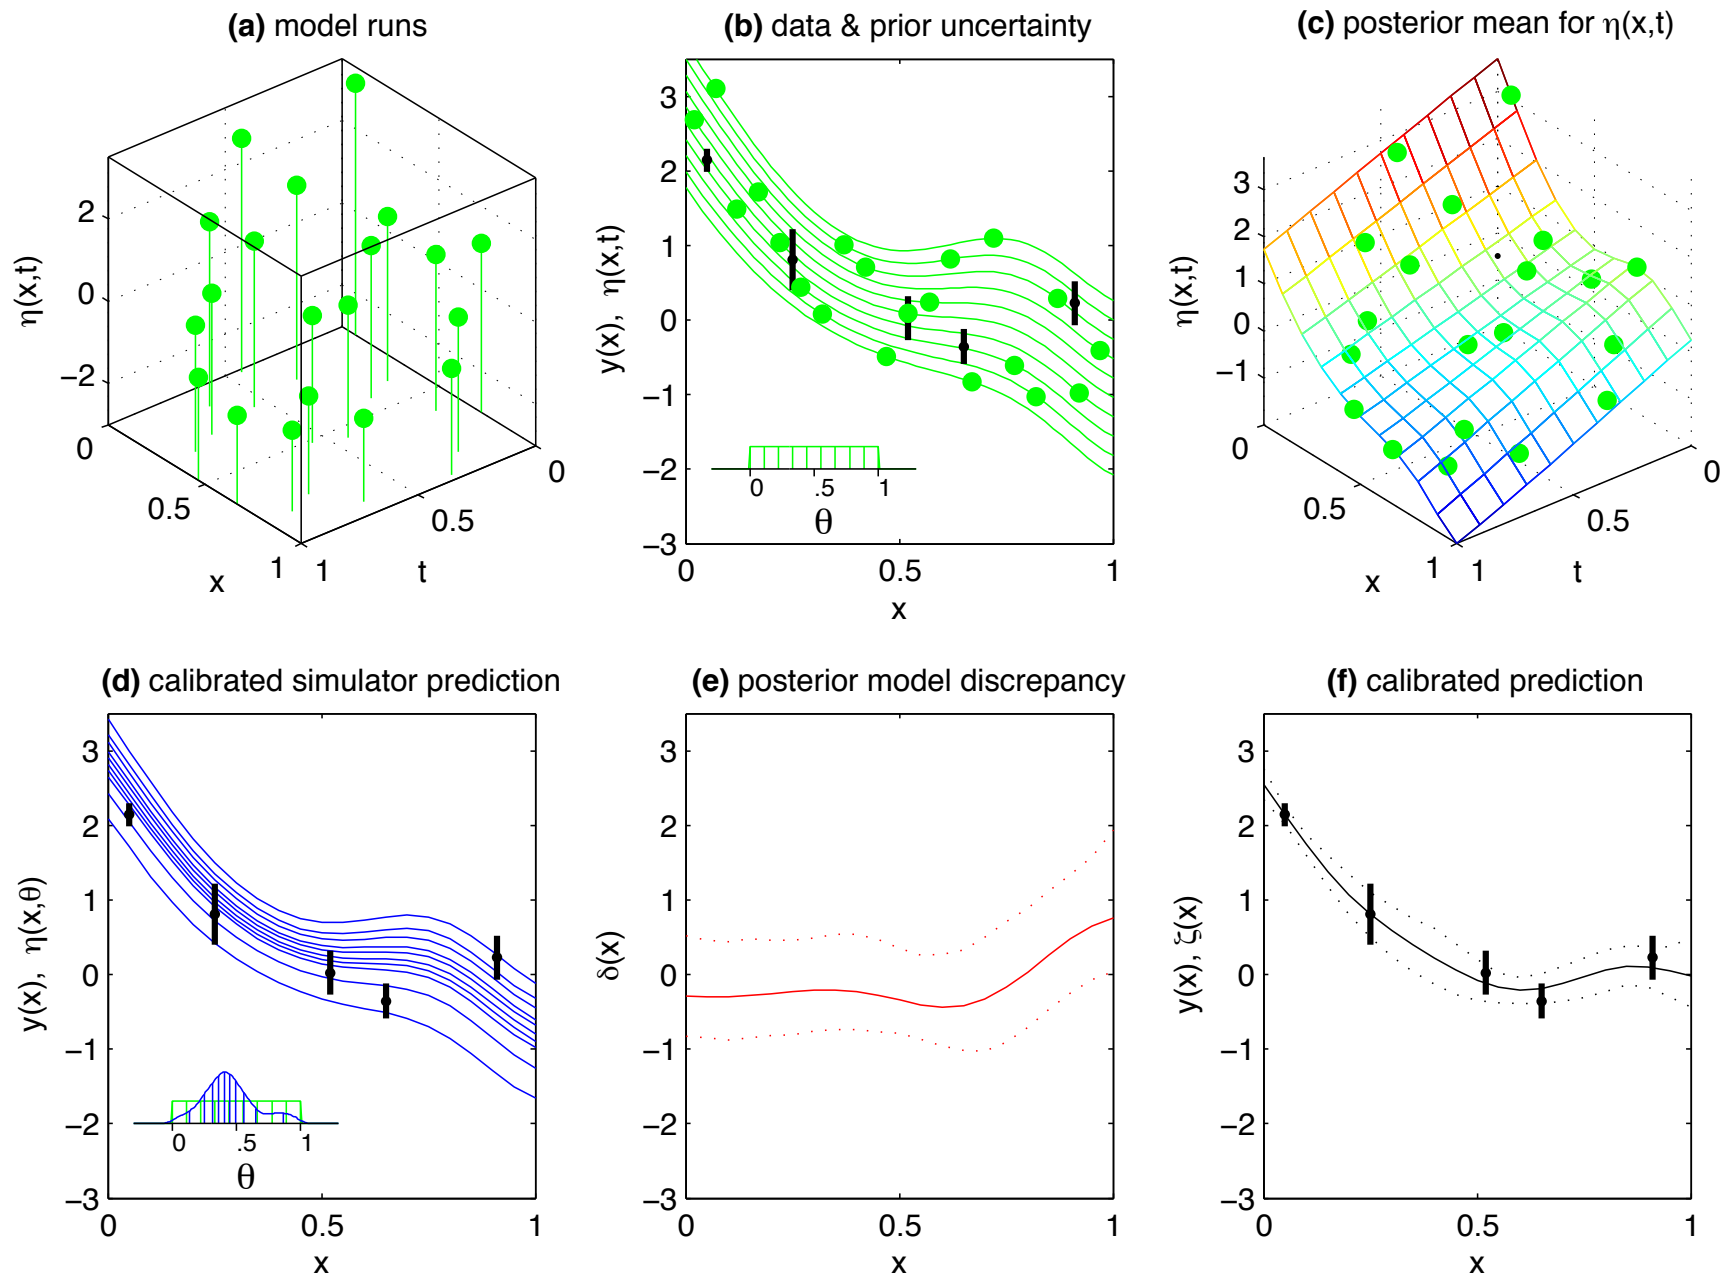 (a) model runs
η(x,t)
2
0
−2
0
0.5
1
x
1
0.5
0
t
(b) data & prior uncertainty
y(x), η(x,t)
3
2
1
0
−1
−2
−3
0 .5 1
θ
0 0.5 1
x
(c) posterior mean for η(x,t)
η(x,t)
3
2
1
0
−1
0
0.5
1
x
1
0.5
0
t
(d) calibrated simulator prediction
y(x), η(x,θ)
3
2
1
0
−1
−2
−3
0 .5 1
θ
0 0.5 1
x
(e) posterior model discrepancy
δ(x)
3
2
1
0
−1
−2
−3
0 0.5 1
x
(f) calibrated prediction
y(x), ζ(x)
3
2
1
0
−1
−2
−3
0 0.5 1
x